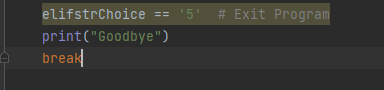 elifstrChoice == '5'  # Exit Program
print("Goodbye")
break